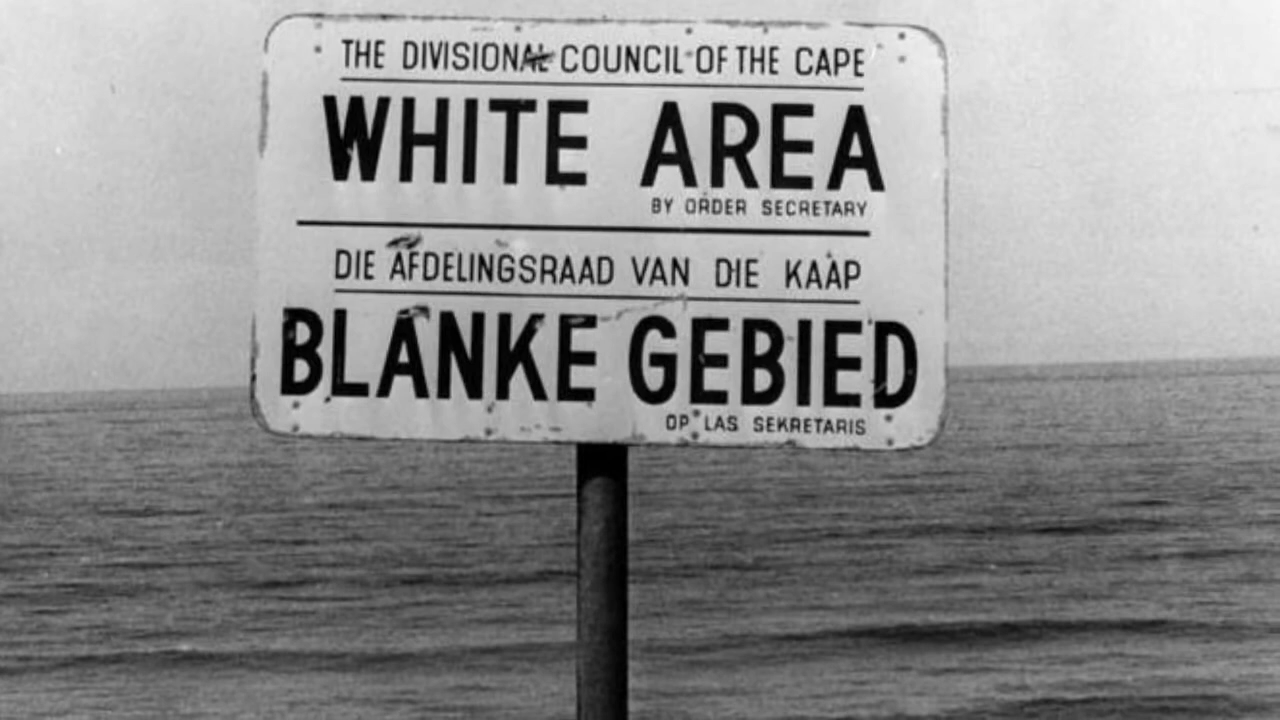 THE DIVISIONAL COUNCIL OF THE CAPE
WHITE AREA
BY ORDER SECRETARY
DIE AFDELINGSRAAD VAN DIE KAAP
BLANKE GEBIED
OP LAS SEKRETARIS